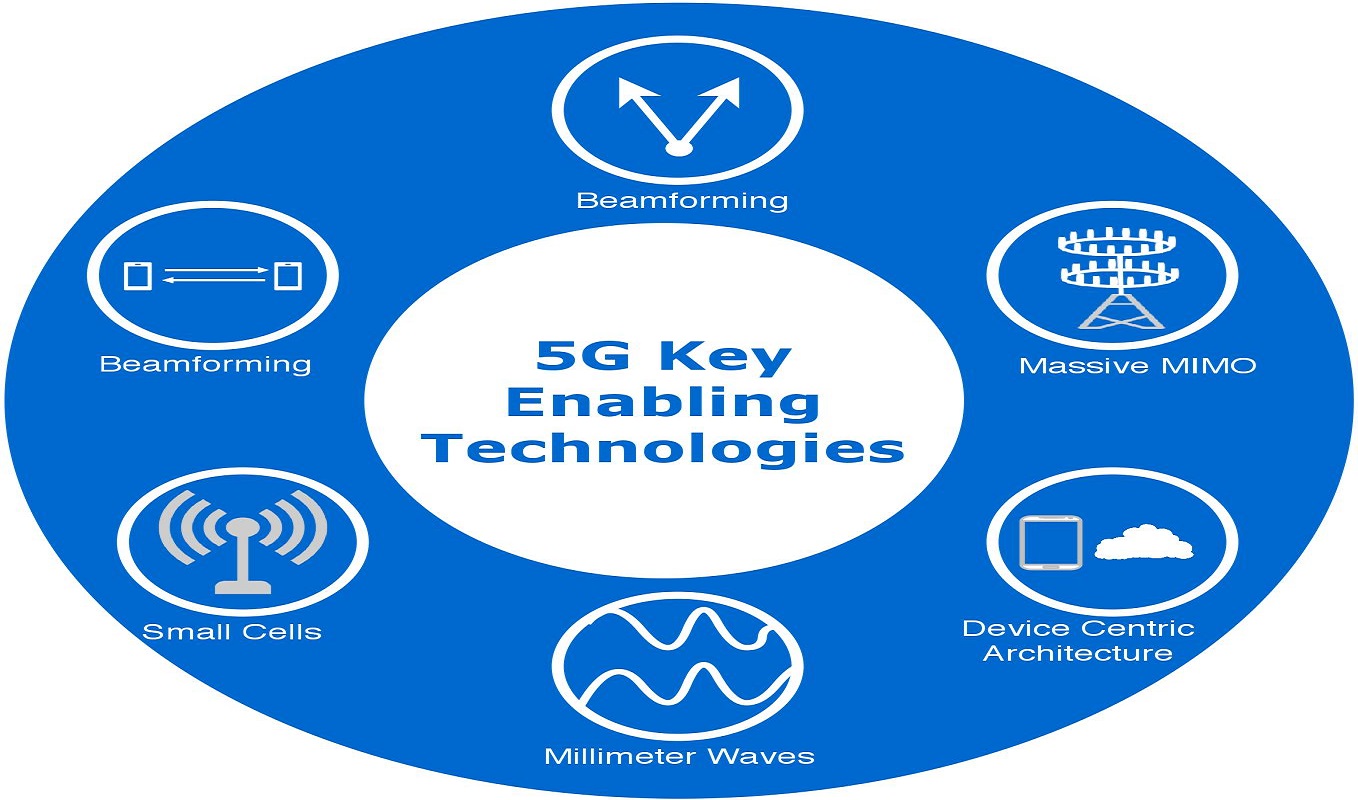 Beamforming
Beamforming
Massive MIMO
5G Key
Enabling
Technologies
Small Cells
Device Centric
Architecture
Millimeter Waves